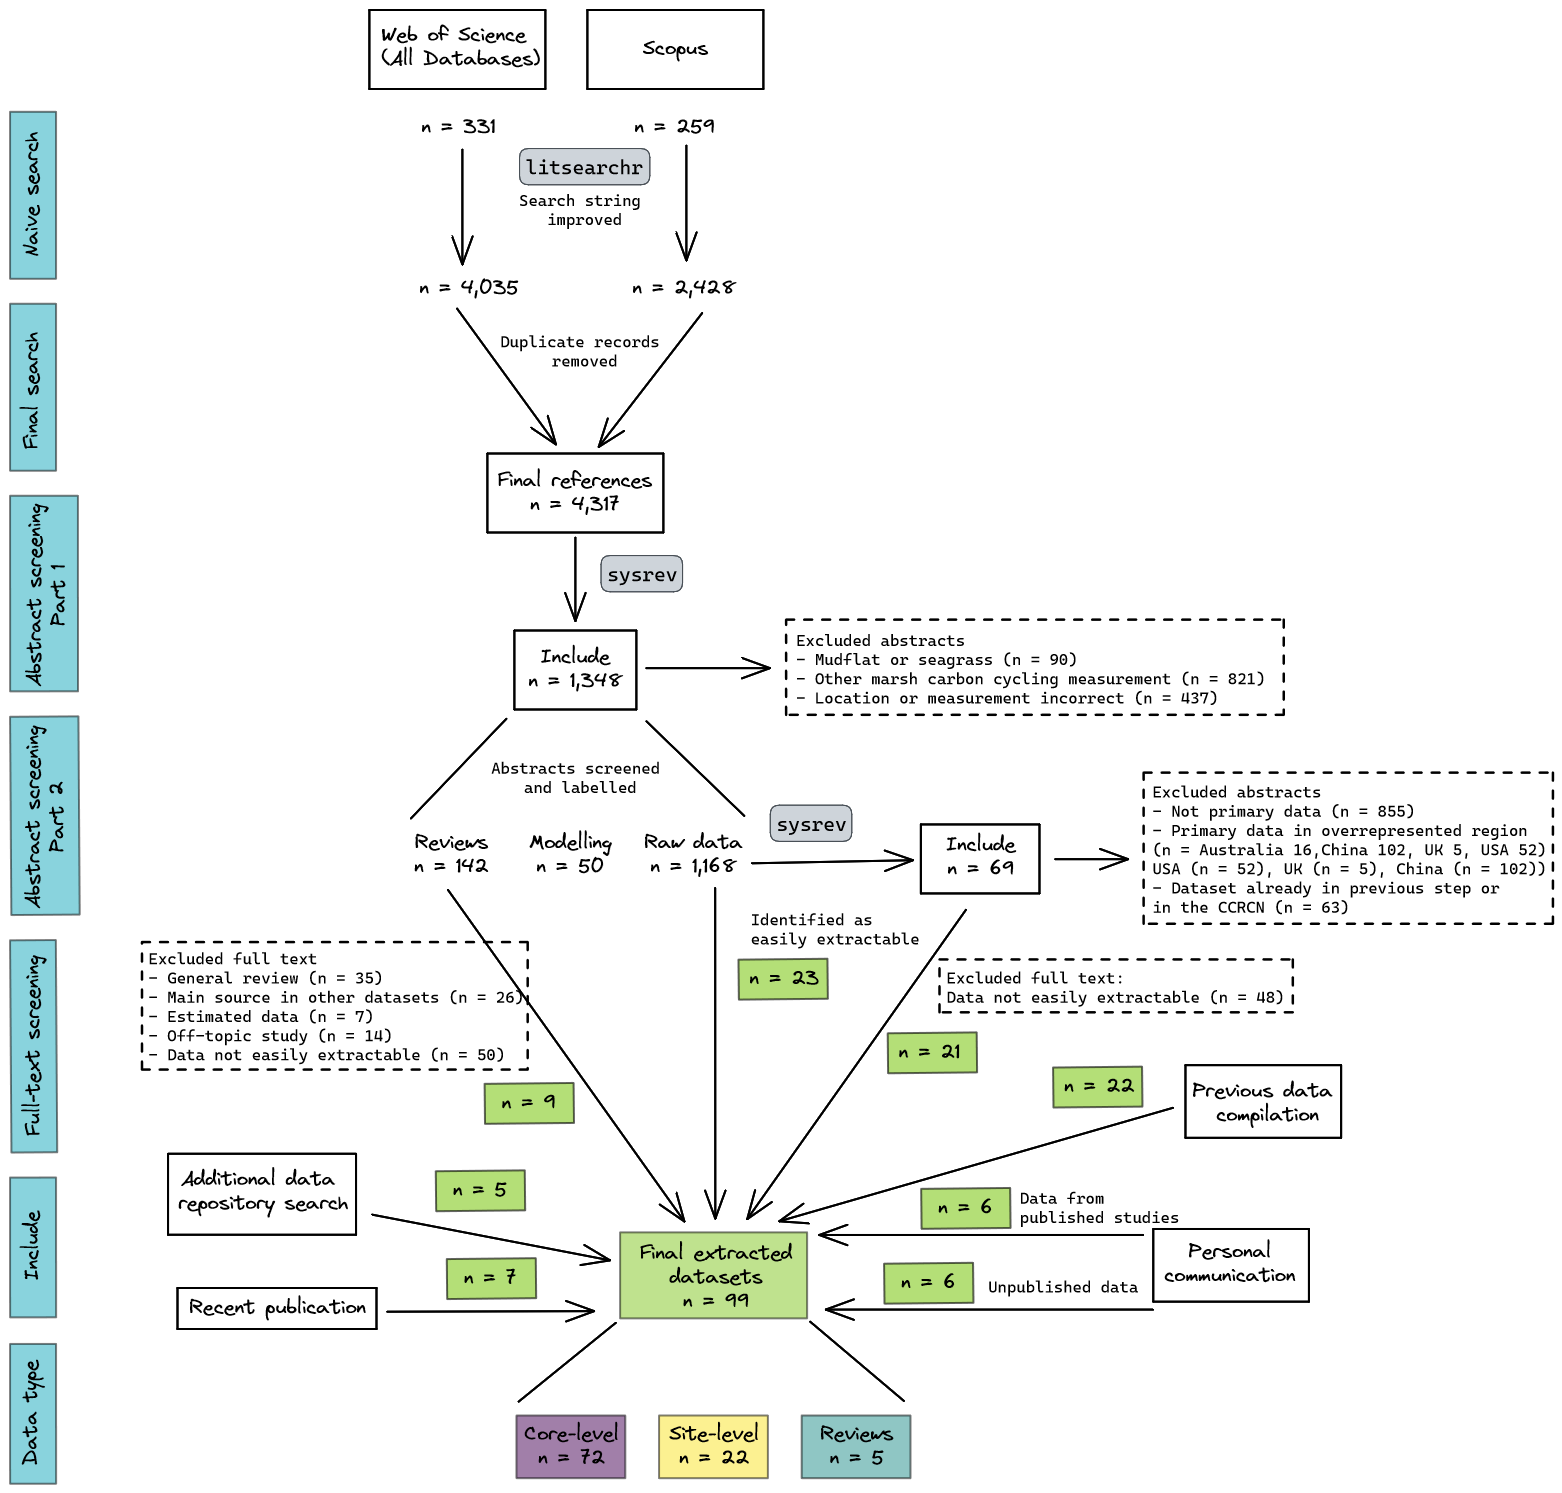 Web of Science
(All Databases)
Scopus
Naive search
n = 331
n = 259
litsearchr
Search string
improved
n = 4,035
n = 2,428
Final search
Duplicate records
removed
Final references
n = 4,317
Abstract screening
Part 1
sysrev
Include
n = 1,348
Excluded abstracts
- Mudflat or seagrass (n = 90)
- Other marsh carbon cycling measurement (n = 821)
- Location or measurement incorrect (n = 437)
Abstract screening
Part 2
Abstracts screened
and labelled
Reviews
n = 142
Modelling
n = 50
Raw data
n = 1,168
sysrev
Include
n = 69
Excluded abstracts
- Not primary data (n = 855)
- Primary data in overrepresented region
(n = Australia 16,China 102, UK 5, USA 52)
USA (n = 52), UK (n = 5), China (n = 102))
- Dataset already in previous step or
in the CCRCN (n = 63)
Full-text screening
Excluded full text
- General review (n = 35)
- Main source in other datasets (n = 26)
- Estimated data (n = 7)
- Off-topic study (n = 14)
- Data not easily extractable (n = 50)
Identified as
easily extractable
n = 23
Excluded full text:
Data not easily extractable (n = 48)
n = 21
n = 9
n = 22
Previous data
compilation
Include
Additional data
repository search
n = 5
n = 6
Data from
published studies
Recent publication
n = 7
Final extracted
datasets
n = 99
n = 6
Unpublished data
Personal
communication
Data type
Core-level
n = 72
Site-level
n = 22
Reviews
n = 5